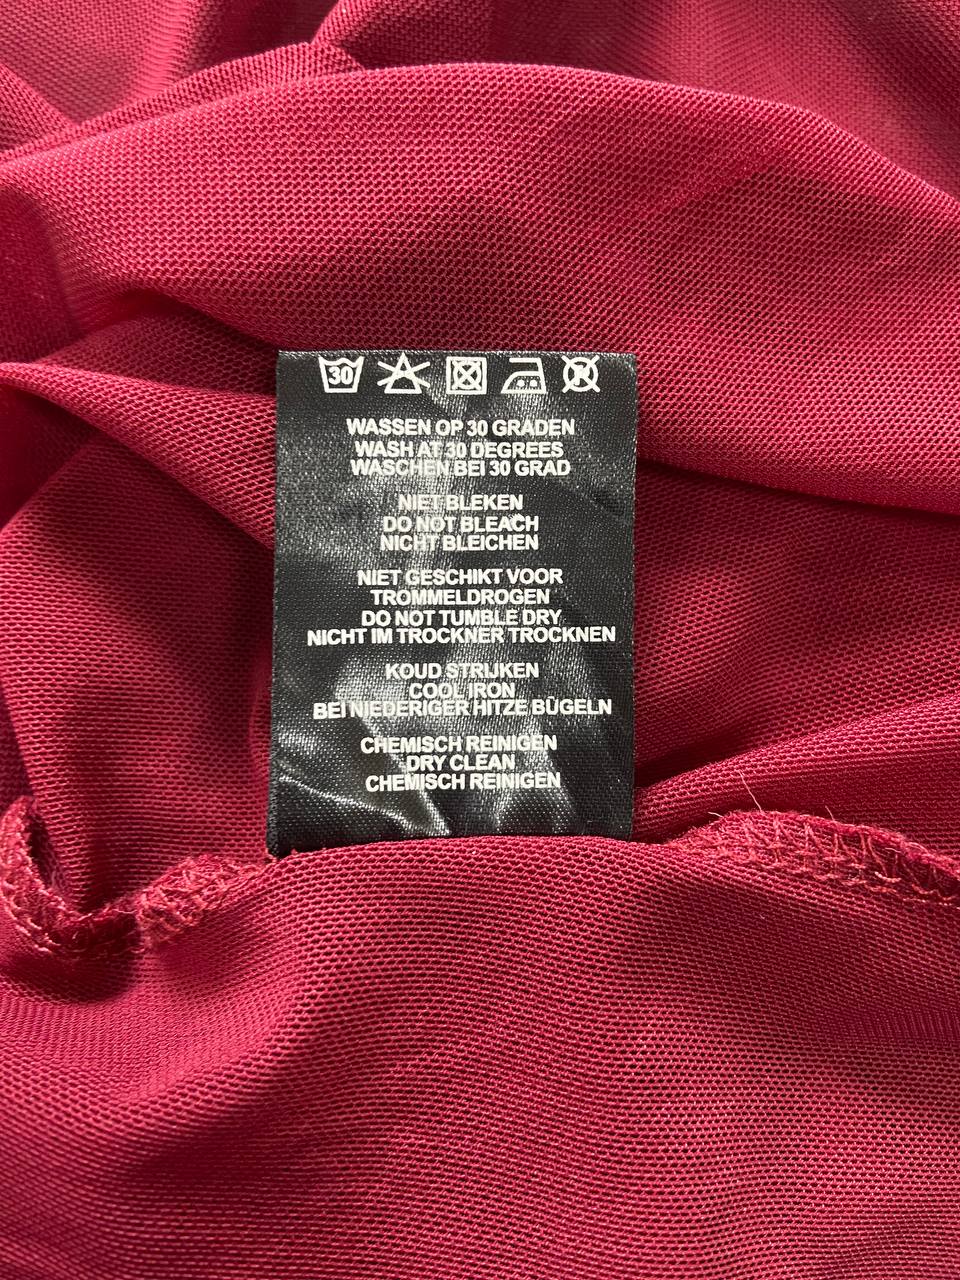 30
WASSEN OP 30 GRADEN
WASH AT 30 DEGREES
WASCHEN BEI 30 GRAD
NIET BLEKEN
DO NOT BLEACH
NICHT BLEICHEN
NIET GESCHIKT VOOR
TROMMELDROGEN
DO NOT TUMBLE DRY
NICHT IM TROCKNER TROCKNEN
KOUD STRIJKEN
COOL IRON
BEI NIEDERIGER HITZE BÜGELN
CHEMISCH REINIGEN
DRY CLEAN
CHEMISCH REINIGEN